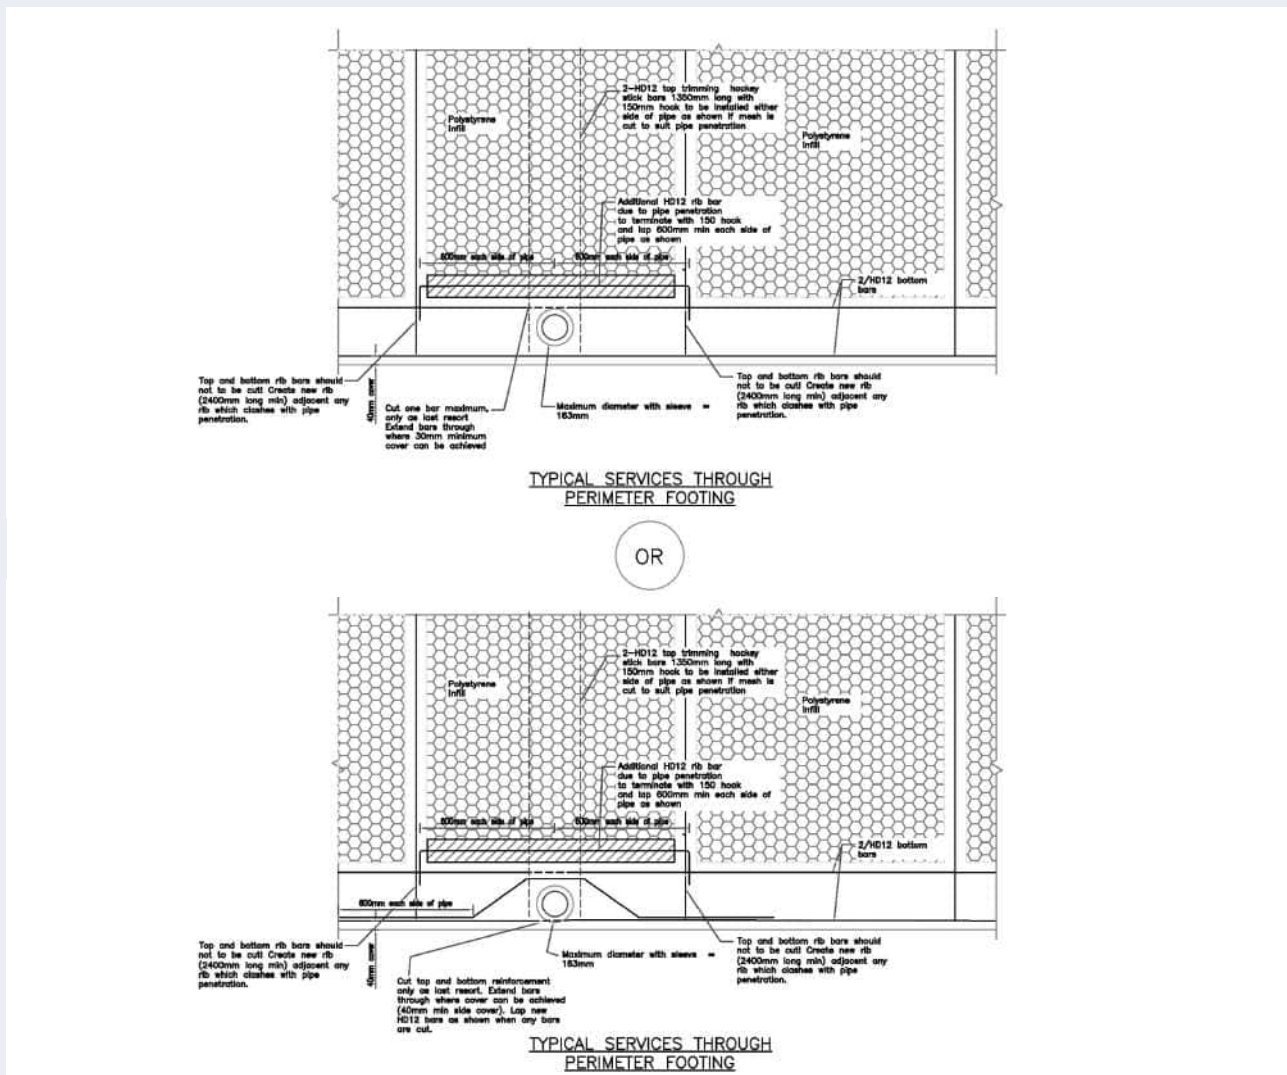 2-HD12 top trimming hockey
stick bars 1350mm long with
150mm hook to be installed either
side of pipe as shown if mesh is
cut to suit pipe penetration
Polystyrene
Infill
Polystyrene
Infill
Additional HD12 rib bar
due to pipe penetration
to terminate with 150 hook
and lap 600mm min each side of
pipe as shown
600mm each side of pipe
600mm each side of pipe
2/HD12 bottom
bars
Top and bottom rib bars should
not to be cut! Create new rib
(2400mm long min) adjacent any
rib which clashes with pipe
penetration.
40mm cover
Cut one bar maximum,
only as last resort
Extend bars through
where 30mm minimum
cover can be achieved
Maximum diameter with sleeve =
163mm
Top and bottom rib bars should
not to be cut! Create new rib
(2400mm long min) adjacent any
rib which clashes with pipe
penetration.
TYPICAL SERVICES THROUGH
PERIMETER FOOTING
OR
2-HD12 top trimming hockey
stick bars 1350mm long with
150mm hook to be installed either
side of pipe as shown if mesh is
cut to suit pipe penetration
Polystyrene
Infill
Polystyrene
Infill
Additional HD12 rib bar
due to pipe penetration
to terminate with 150 hook
and lap 600mm min each side of
pipe as shown
600mm each side of pipe
600mm each side of pipe
2/HD12 bottom
bars
600mm each side of pipe
Top and bottom rib bars should
not to be cut! Create new rib
(2400mm long min) adjacent any
rib which clashes with pipe
penetration.
40mm cover
Cut top and bottom reinforcement
only as last resort. Extend bars
through where cover can be achieved
(40mm min side cover). Lap new
HD12 bars as shown when any bars
are cut.
Maximum diameter with sleeve =
163mm
Top and bottom rib bars should
not to be cut! Create new rib
(2400mm long min) adjacent any
rib which clashes with pipe
penetration.
TYPICAL SERVICES THROUGH
PERIMETER FOOTING